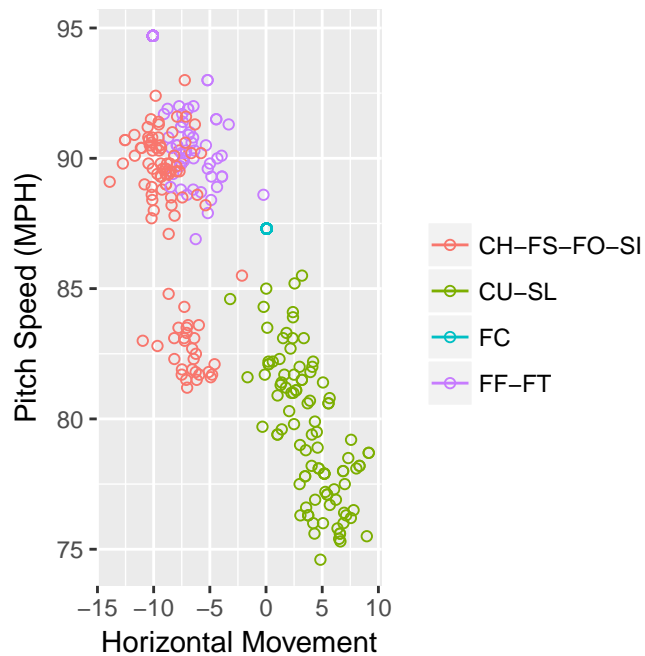 95
90
85
80
75
Pitch Speed (MPH)
−15 −10 −5 0 5 10
Horizontal Movement
CH−FS−FO−SI
CU−SL
FC
FF−FT